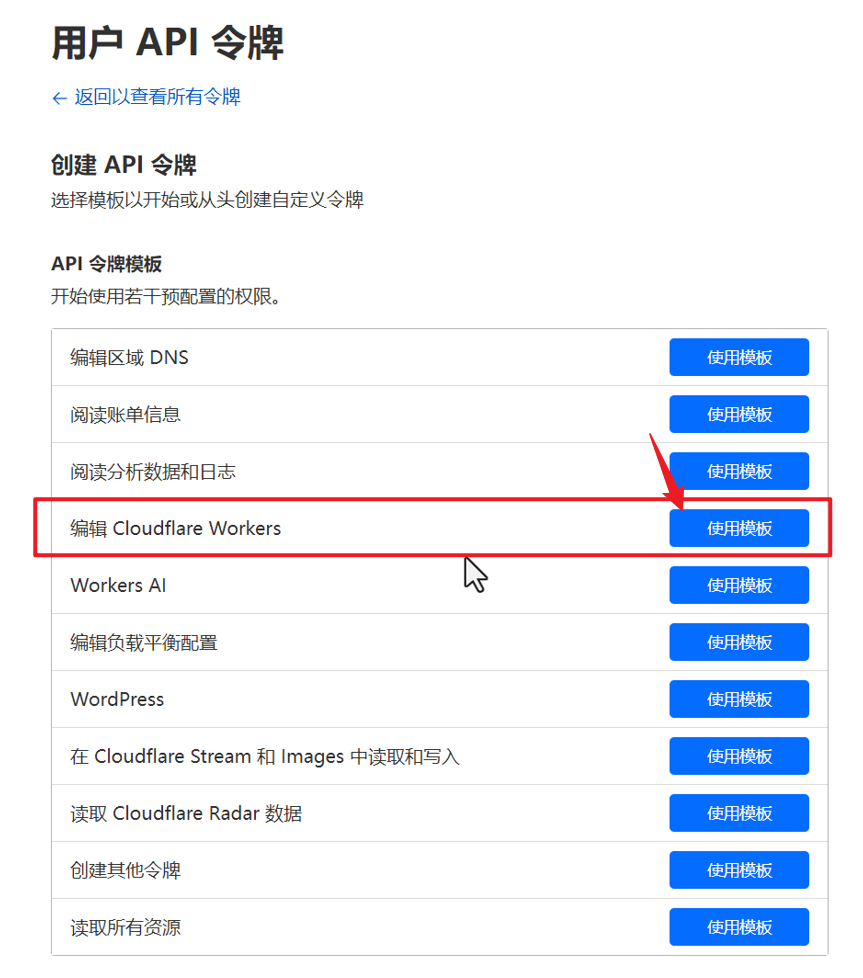 用户 API 令牌
← 返回以查看所有令牌
创建 API 令牌
选择模板以开始或从头创建自定义令牌
API 令牌模板
开始使用若干预配置的权限。
编辑区域 DNS 使用模板
阅读账单信息 使用模板
阅读分析数据和日志 使用模板
编辑 Cloudflare Workers 使用模板
Workers AI 使用模板
编辑负载平衡配置 使用模板
WordPress 使用模板
在 Cloudflare Stream 和 Images 中读取和写入 使用模板
读取 Cloudflare Radar 数据 使用模板
创建其他令牌 使用模板
读取所有资源 使用模板